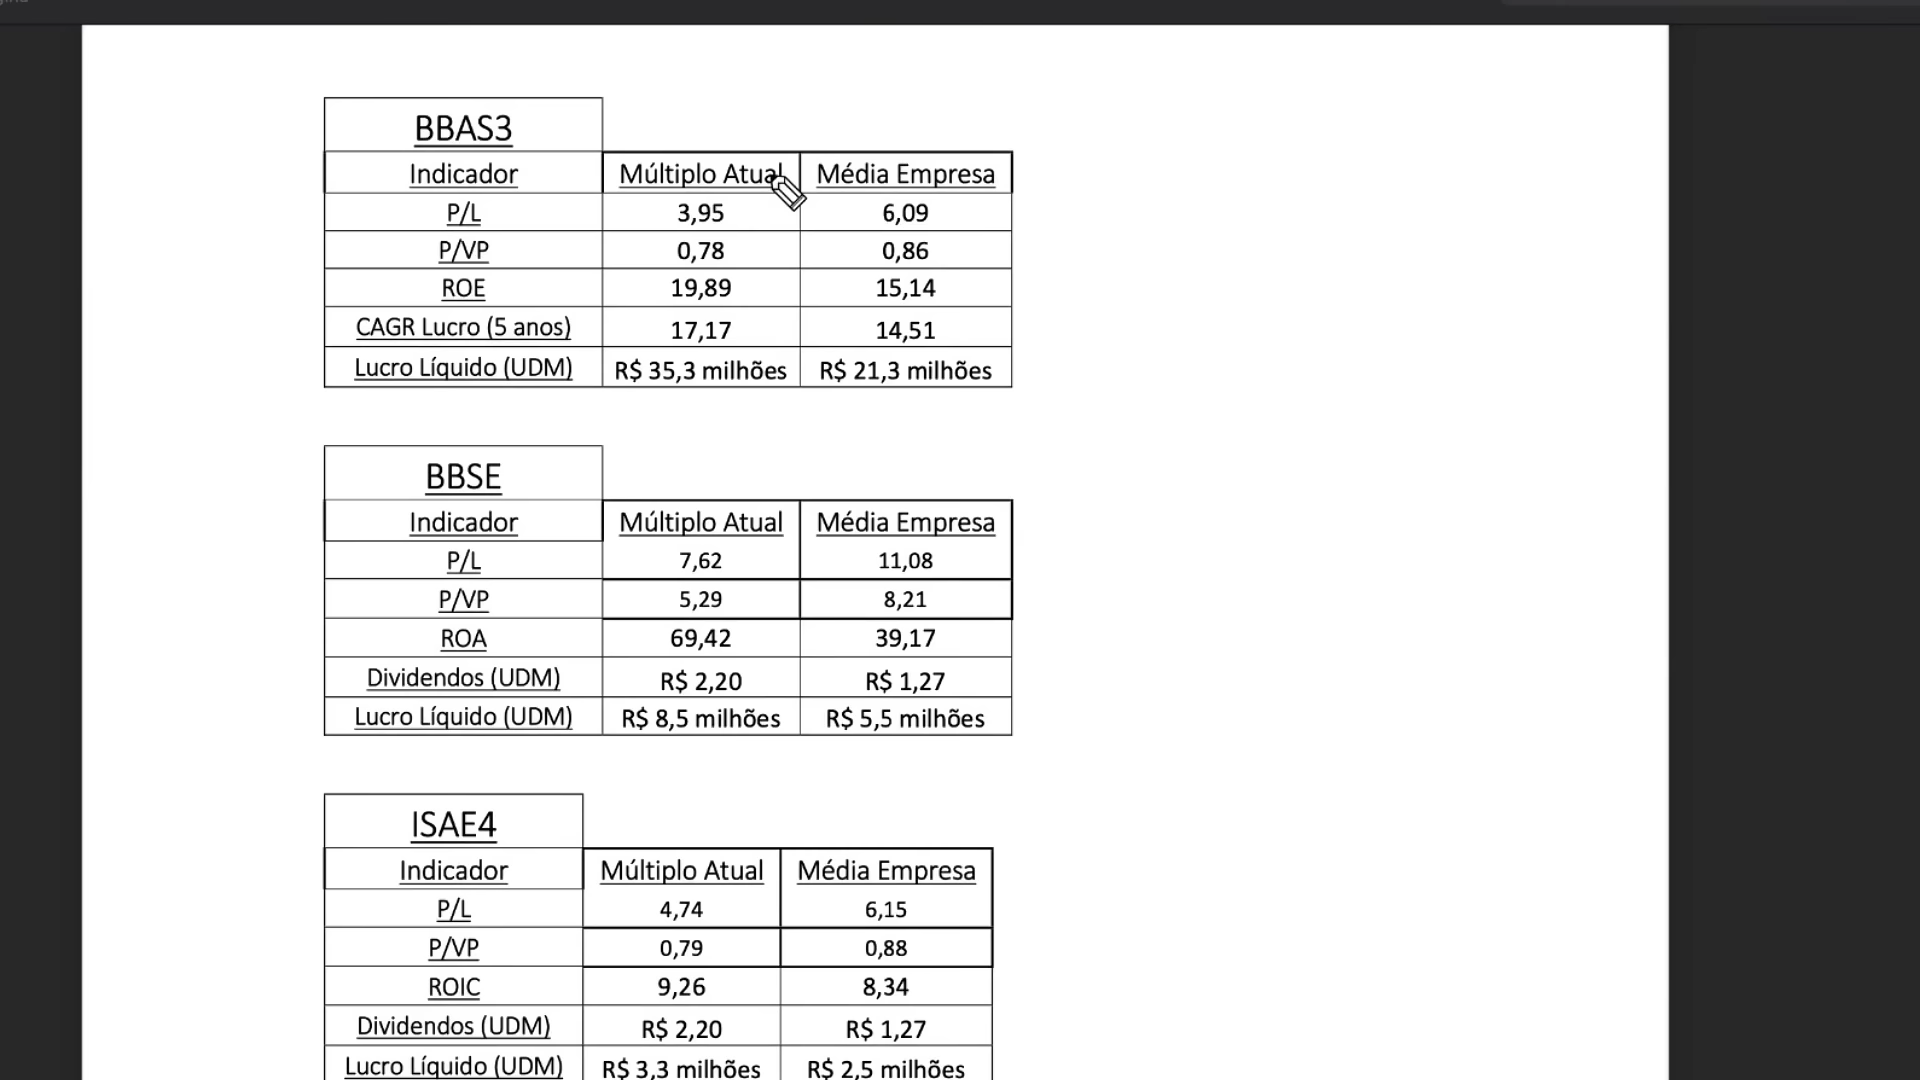 BBAS3
Indicador Múltiplo Atual Média Empresa
P/L 3,95 6,09
P/VP 0,78 0,86
ROE 19,89 15,14
CAGR Lucro (5 anos) 17,17 14,51
Lucro Líquido (UDM) R$ 35,3 milhões R$ 21,3 milhões
BBSE
Indicador Múltiplo Atual Média Empresa
P/L 7,62 11,08
P/VP 5,29 8,21
ROA 69,42 39,17
Dividendos (UDM) R$ 2,20 R$ 1,27
Lucro Líquido (UDM) R$ 8,5 milhões R$ 5,5 milhões
ISAE4
Indicador Múltiplo Atual Média Empresa
P/L 4,74 6,15
P/VP 0,79 0,88
ROIC 9,26 8,34
Dividendos (UDM) R$ 2,20 R$ 1,27
Lucro Líquido (UDM) R$ 3,3 milhões R$ 2,5 milhões